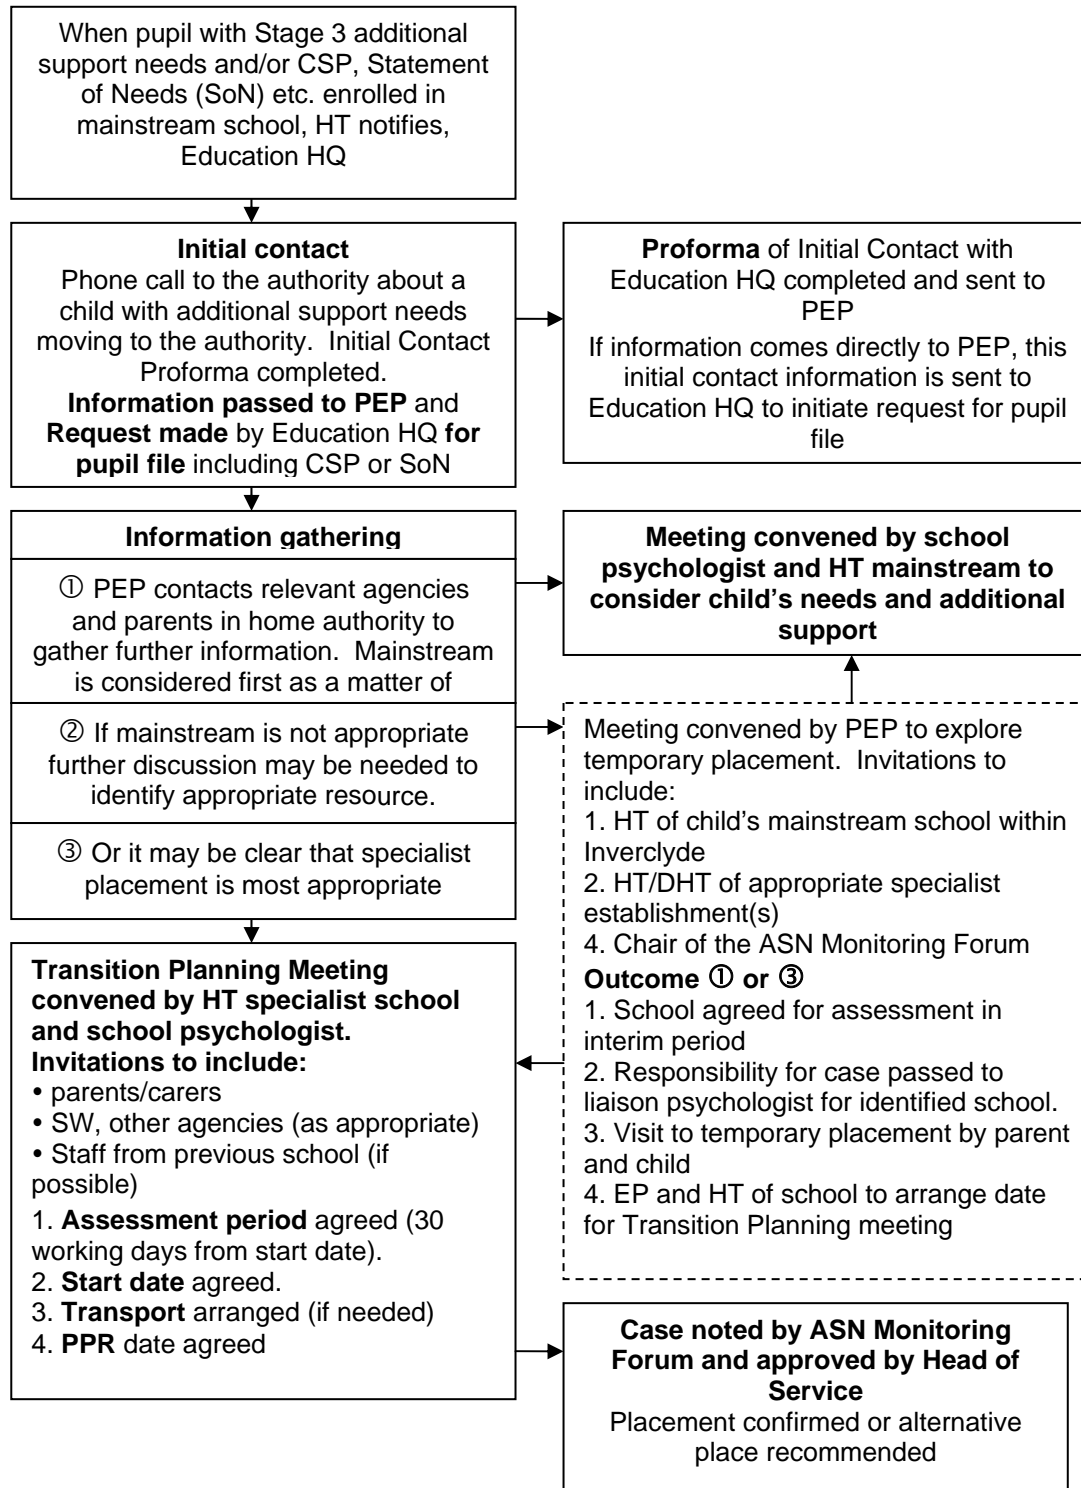 When pupil with Stage 3 additional
support needs and/or CSP, Statement
of Needs (SoN) etc. enrolled in
mainstream school, HT notifies,
Education HQ
Initial contact
Phone call to the authority about a
child with additional support needs
moving to the authority. Initial Contact
Proforma completed.
Information passed to PEP and
Request made by Education HQ for
pupil file including CSP or SoN
Proforma of Initial Contact with
Education HQ completed and sent to
PEP
If information comes directly to PEP, this
initial contact information is sent to
Education HQ to initiate request for pupil
file
Information gathering
① PEP contacts relevant agencies
and parents in home authority to
gather further information. Mainstream
is considered first as a matter of
② If mainstream is not appropriate
further discussion may be needed to
identify appropriate resource.
③ Or it may be clear that specialist
placement is most appropriate
Meeting convened by school
psychologist and HT mainstream to
consider child's needs and additional
support
Meeting convened by PEP to explore
temporary placement. Invitations to
include:
1. HT of child's mainstream school within
Inverclyde
2. HT/DHT of appropriate specialist
establishment(s)
4. Chair of the ASN Monitoring Forum
Outcome ① or ③
1. School agreed for assessment in
interim period
2. Responsibility for case passed to
liaison psychologist for identified school.
3. Visit to temporary placement by parent
and child
4. EP and HT of school to arrange date
for Transition Planning meeting
Transition Planning Meeting
convened by HT specialist school
and school psychologist.
Invitations to include:
• parents/carers
• SW, other agencies (as appropriate)
• Staff from previous school (if
possible)
1. Assessment period agreed (30
working days from start date).
2. Start date agreed.
3. Transport arranged (if needed)
4. PPR date agreed
Case noted by ASN Monitoring
Forum and approved by Head of
Service
Placement confirmed or alternative
place recommended